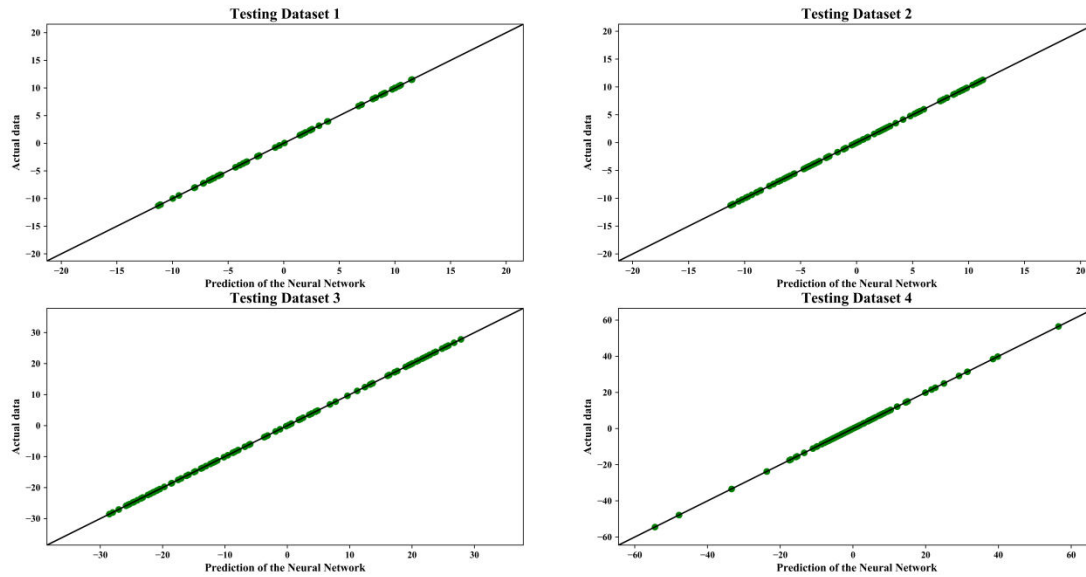 Testing Dataset 1
20
15
10
5
0
−5
−10
−15
−20
Actual data
−20 −15 −10 −5 0 5 10 15 20
Prediction of the Neural Network
Testing Dataset 2
20
15
10
5
0
−5
−10
−15
−20
Actual data
−20 −15 −10 −5 0 5 10 15 20
Prediction of the Neural Network
Testing Dataset 3
30
20
10
0
−10
−20
−30
Actual data
−30 −20 −10 0 10 20 30
Prediction of the Neural Network
Testing Dataset 4
60
40
20
0
−20
−40
−60
Actual data
−60 −40 −20 0 20 40 60
Prediction of the Neural Network